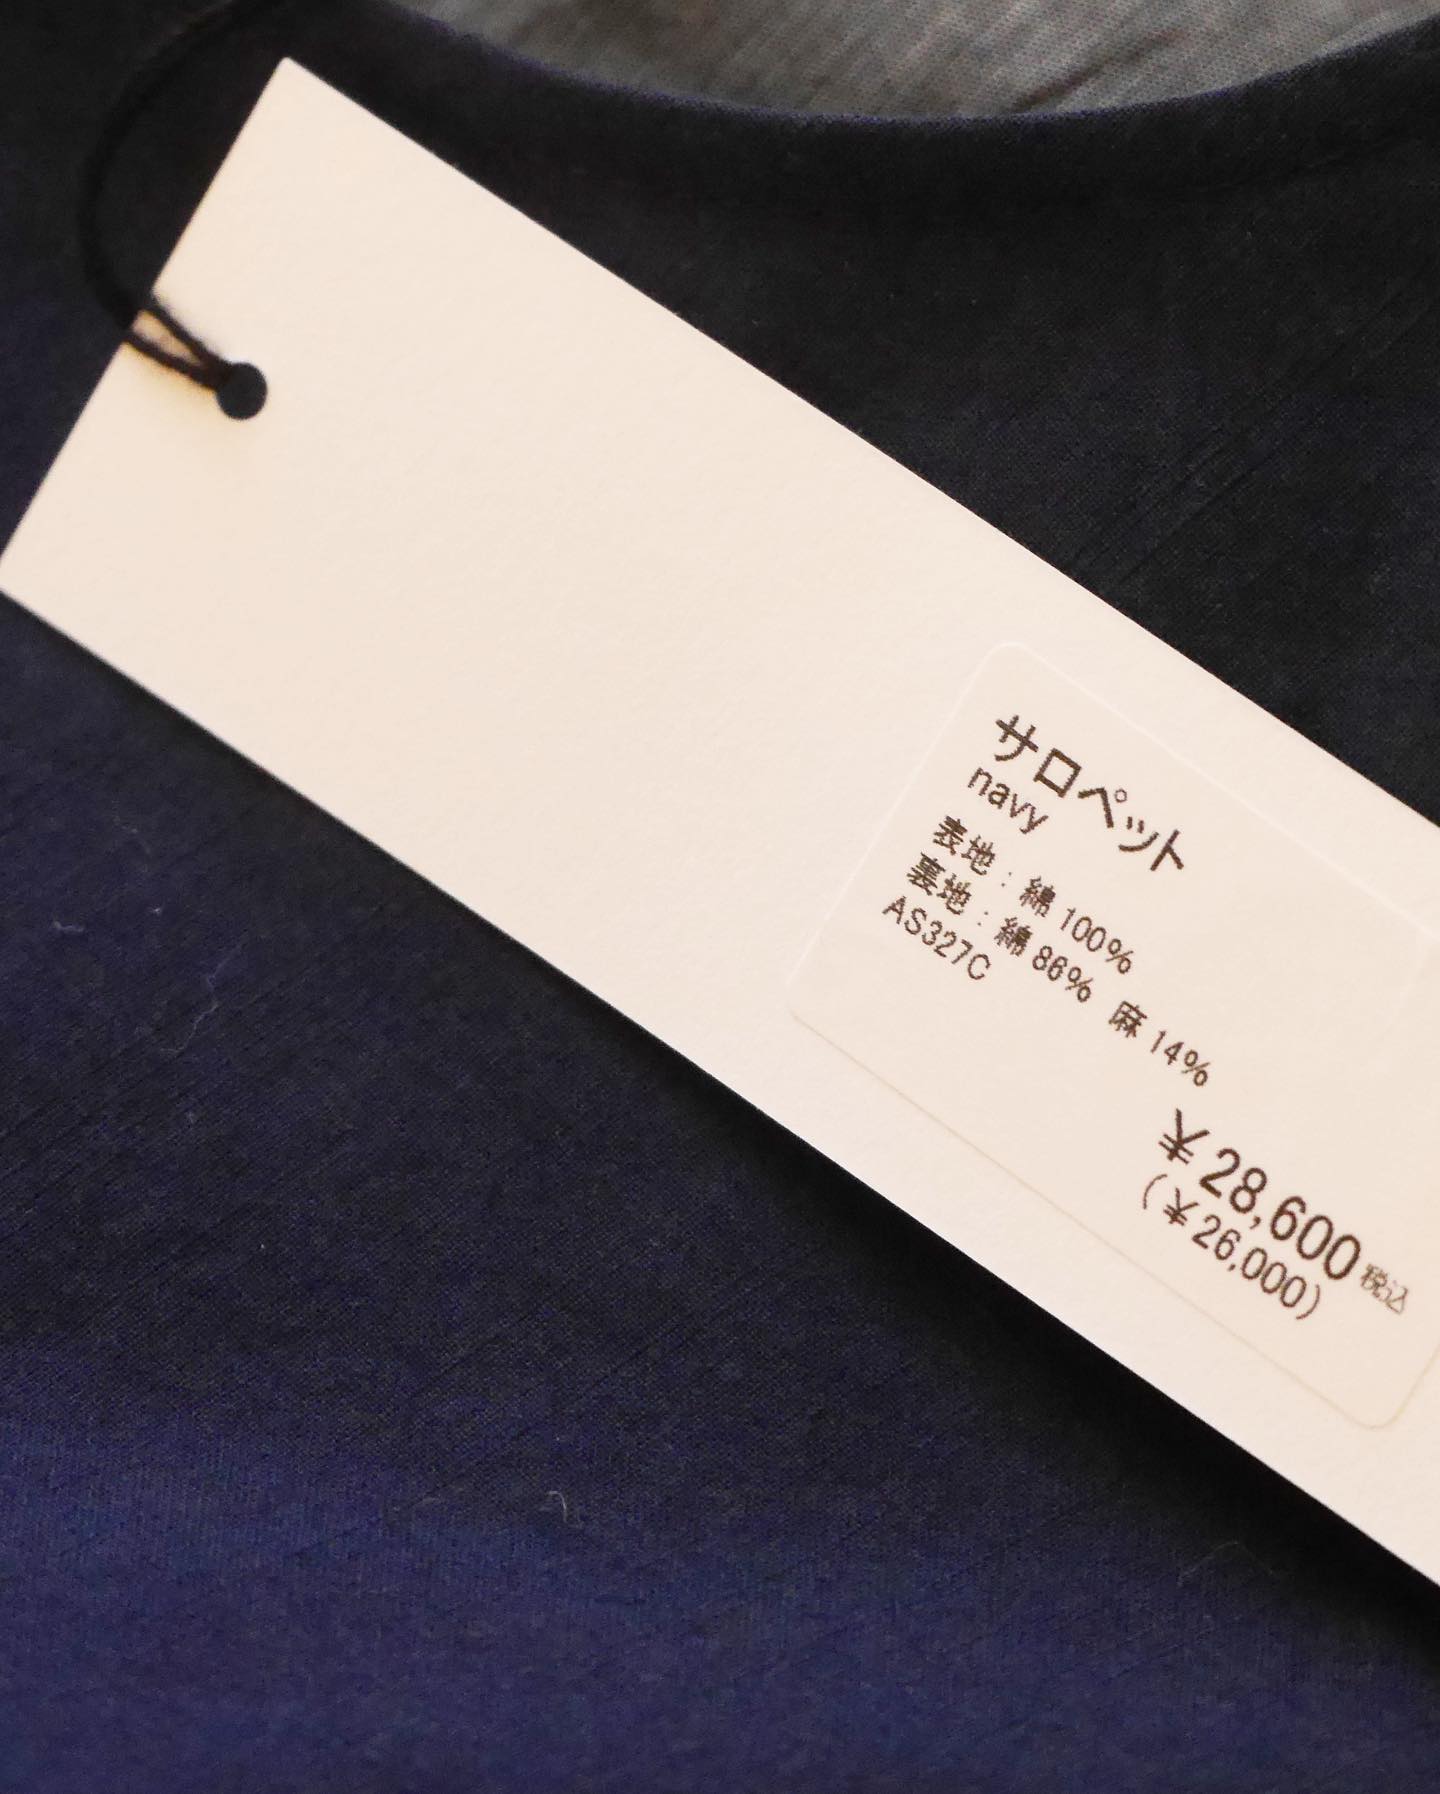 サロペット
navy
表地：綿 100%
裏地：綿 86% 麻 14%
AS327C
￥28,600 税込
(￥26,000)